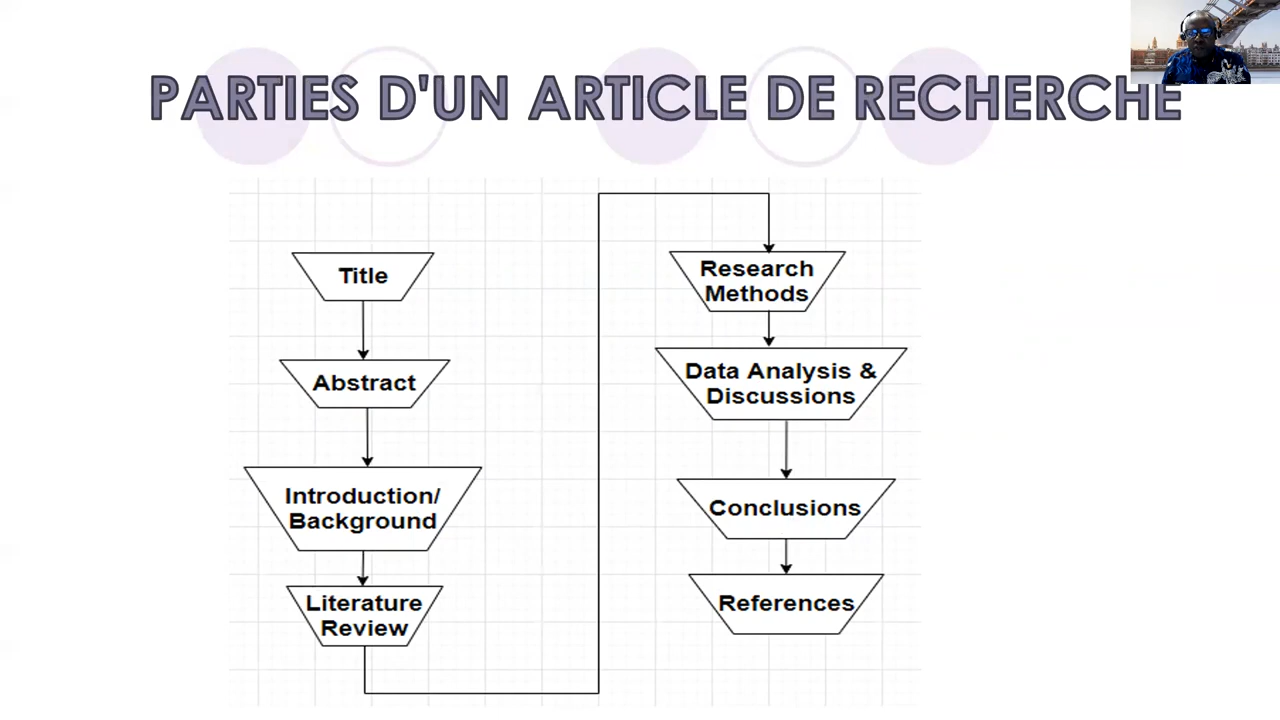 PARTIES D'UN ARTICLE DE RECHERCHE
Title
Abstract
Introduction/
Background
Literature
Review
Research
Methods
Data Analysis &
Discussions
Conclusions
References